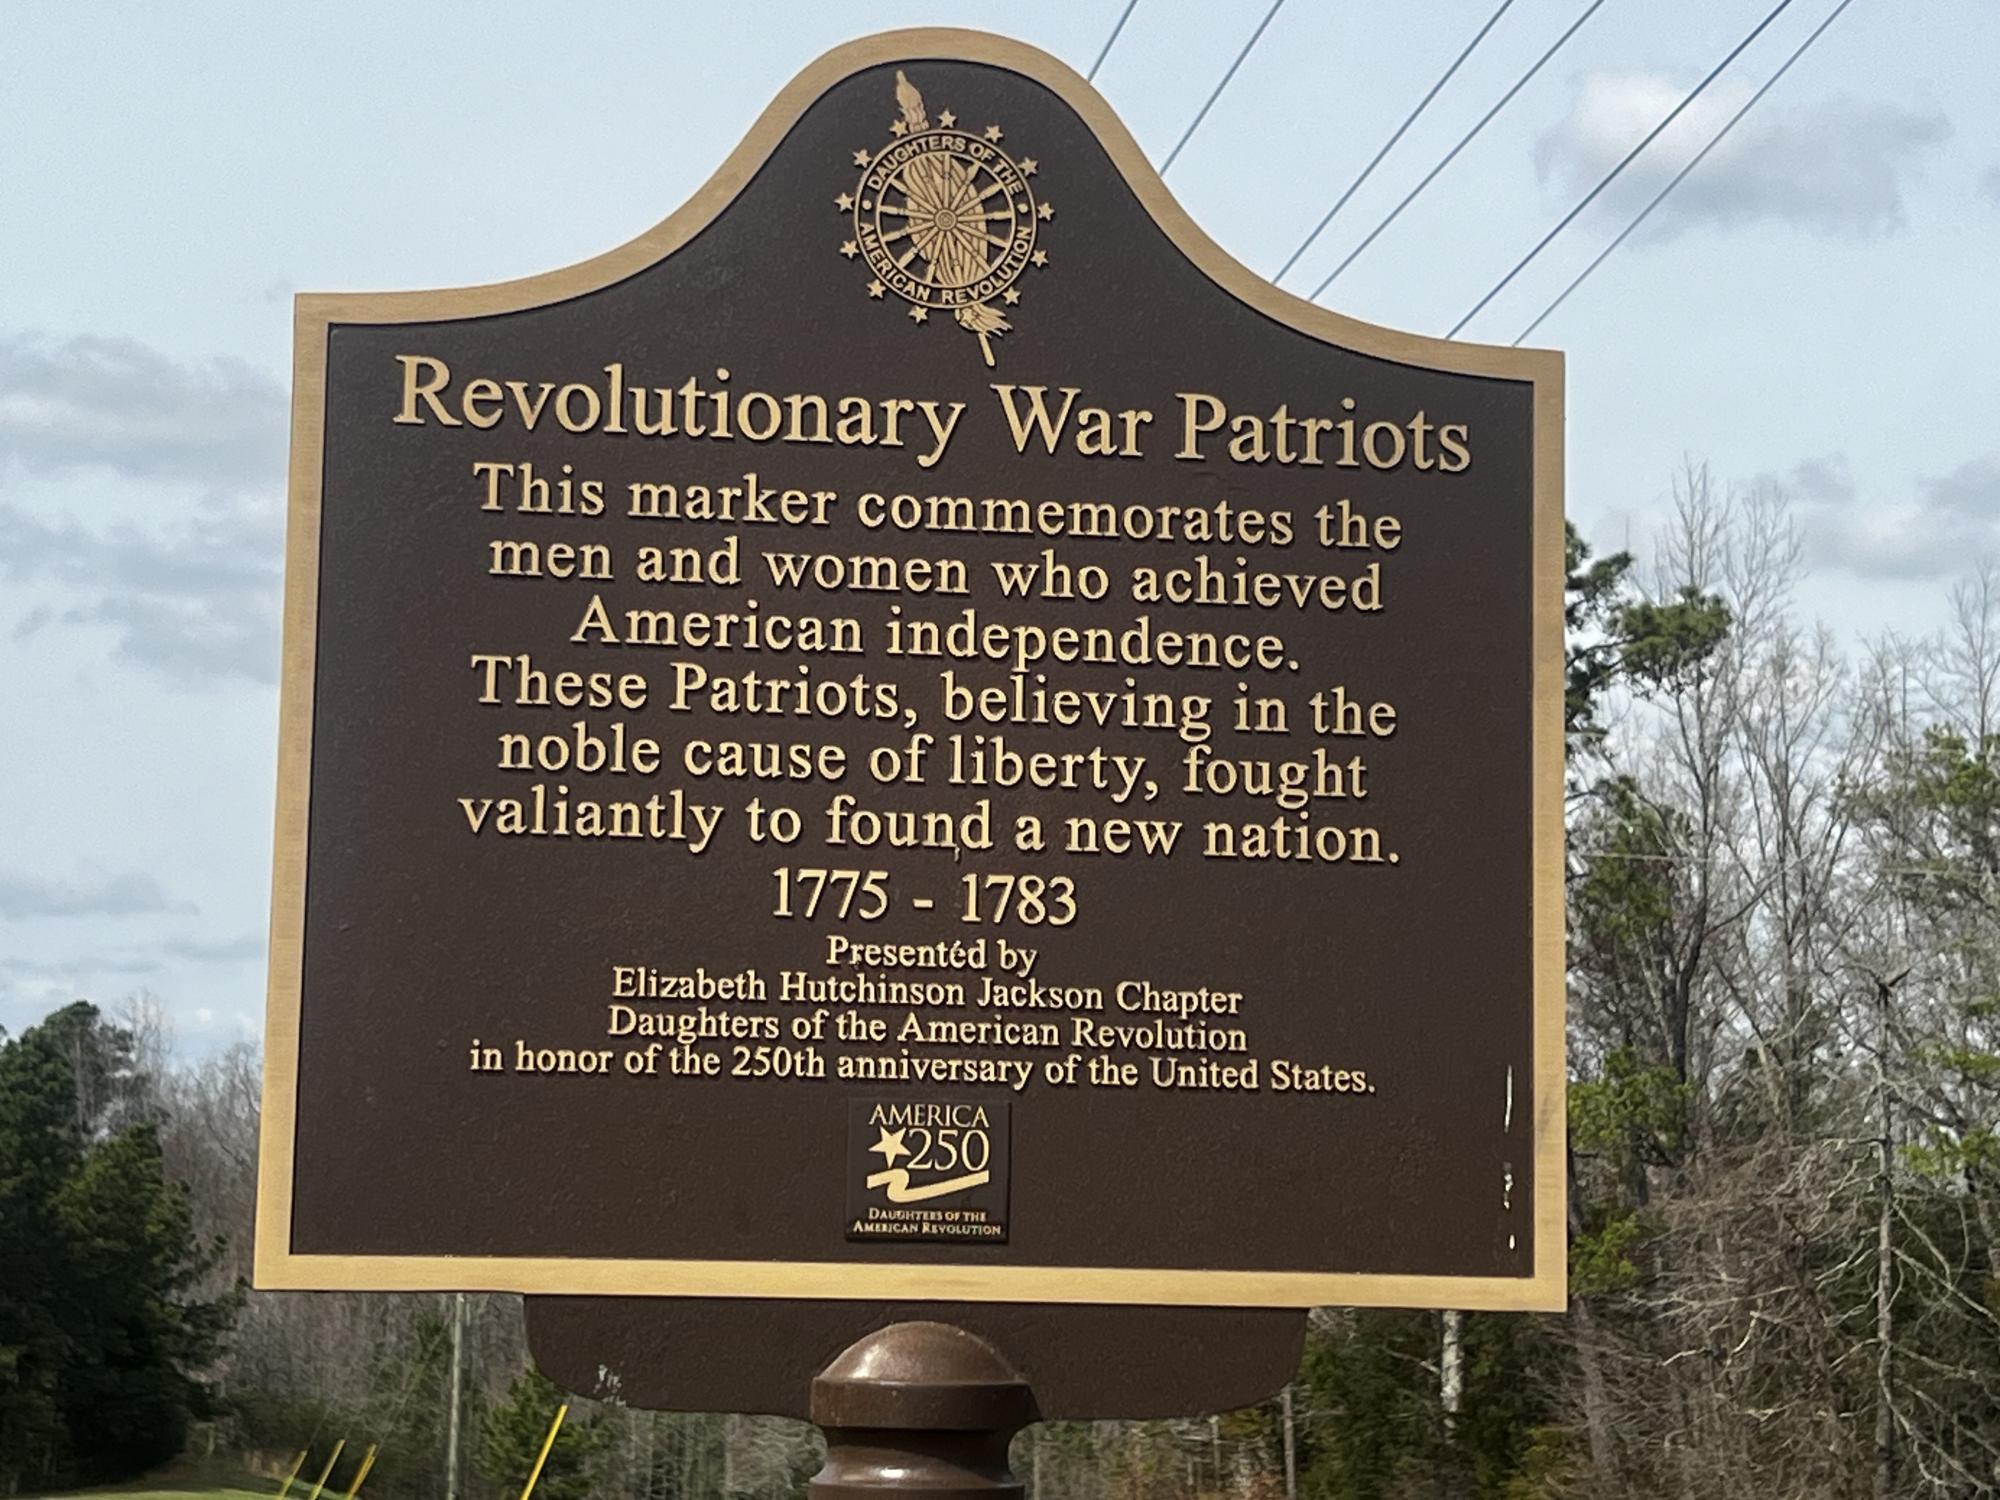 DAUGHTERS OF THE
AMERICAN REVOLUTION
Revolutionary War Patriots
This marker commemorates the
men and women who achieved
American independence.
These Patriots, believing in the
noble cause of liberty, fought
valiantly to found a new nation.
1775 - 1783
Presented by
Elizabeth Hutchinson Jackson Chapter
Daughters of the American Revolution
in honor of the 250th anniversary of the United States.
AMERICA
250
DAUGHTERS OF THE
AMERICAN REVOLUTION